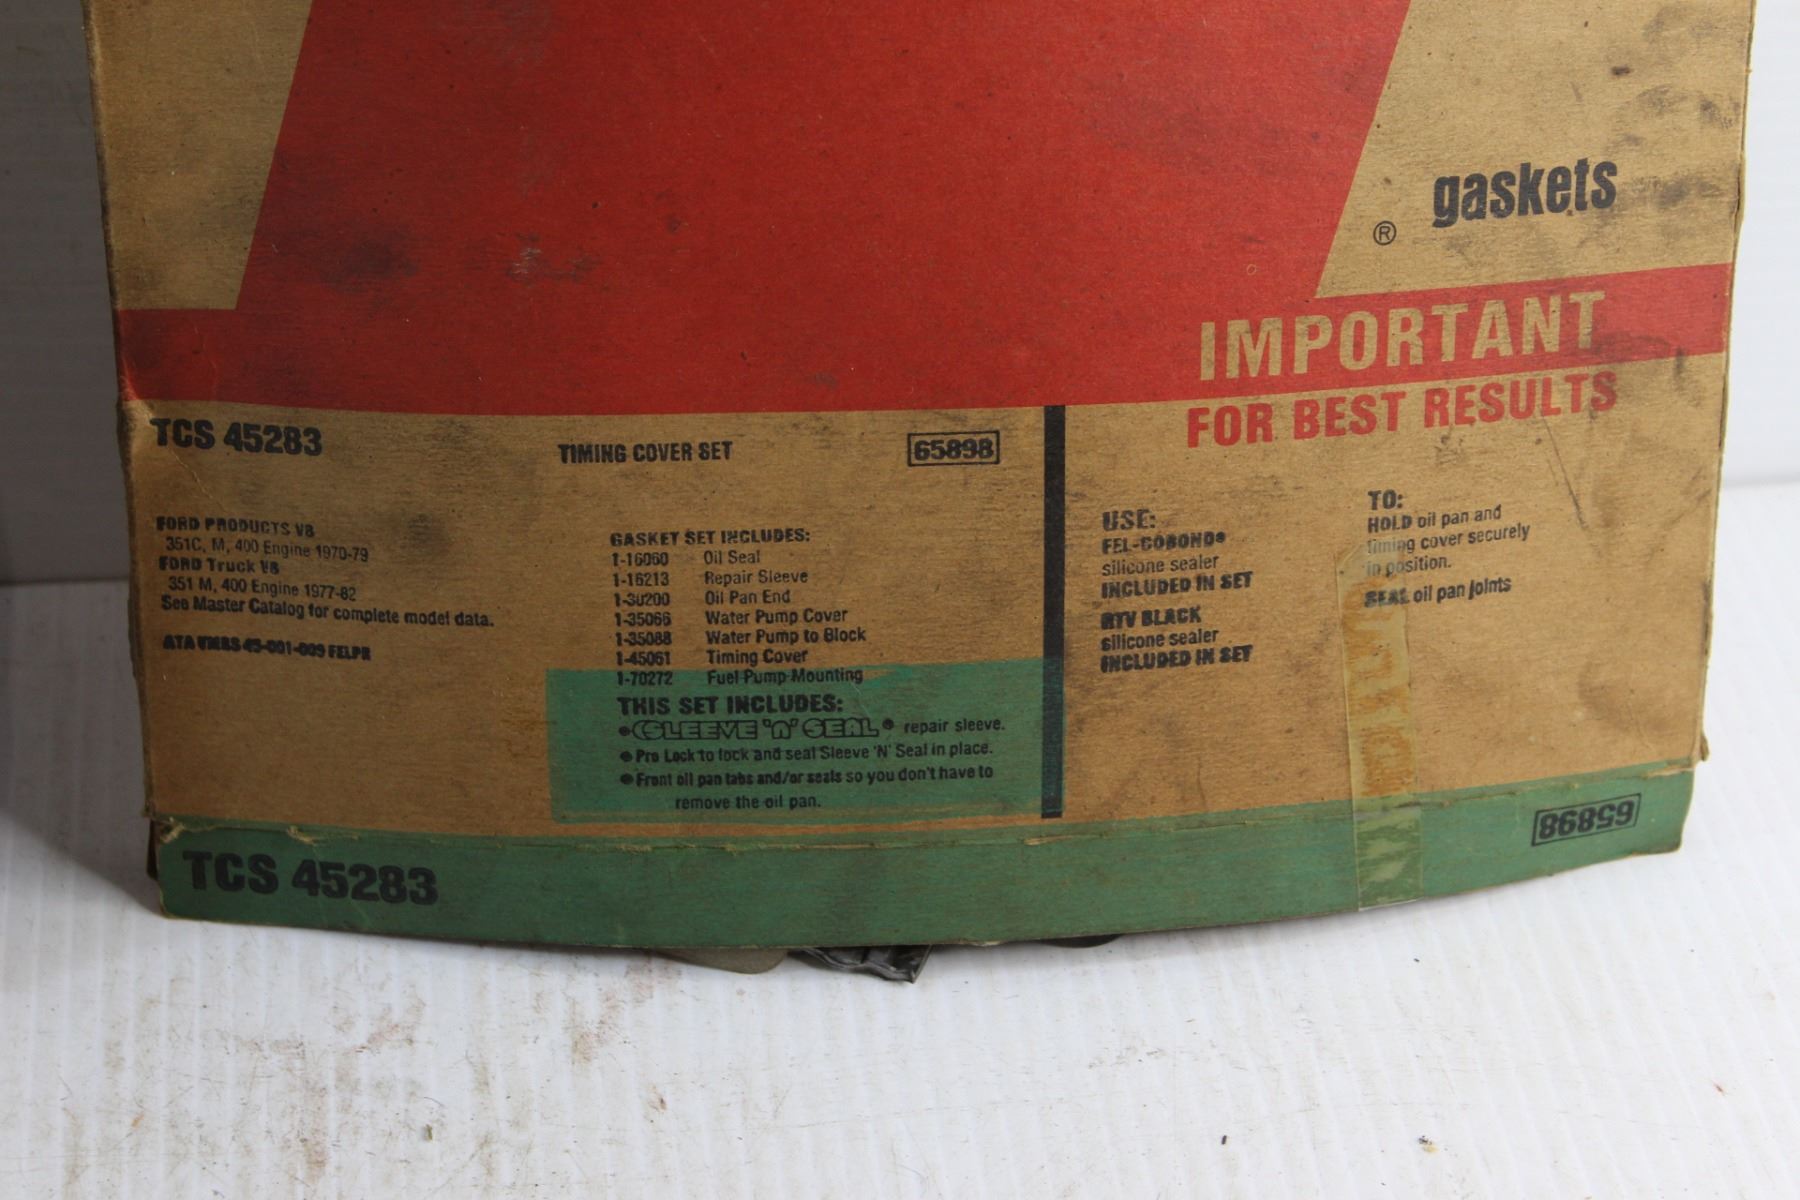 gaskets
®
IMPORTANT
FOR BEST RESULTS
TCS 45283
TIMING COVER SET
65898
FORD PRODUCTS V8
351C, M, 400 Engine 1970-79
FORD Truck V8
351 M, 400 Engine 1977-82
See Master Catalog for complete model data.
ATA VMRS 45-001-009 FELPR
GASKET SET INCLUDES:
1-16060 Oil Seal
1-16213 Repair Sleeve
1-30200 Oil Pan End
1-35066 Water Pump Cover
1-35088 Water Pump to Block
1-45061 Timing Cover
1-70272 Fuel Pump Mounting
THIS SET INCLUDES:
• SLEEVE 'n' SEAL® repair sleeve.
• Pro Lock to lock and seal Sleeve 'N' Seal in place.
• Front oil pan tabs and/or seals so you don't have to
remove the oil pan.
USE:
FEL-COBOND®
silicone sealer
INCLUDED IN SET
RTV BLACK
silicone sealer
INCLUDED IN SET
TO:
HOLD oil pan and
timing cover securely
in position.
SEAL oil pan joints
TCS 45283
65898